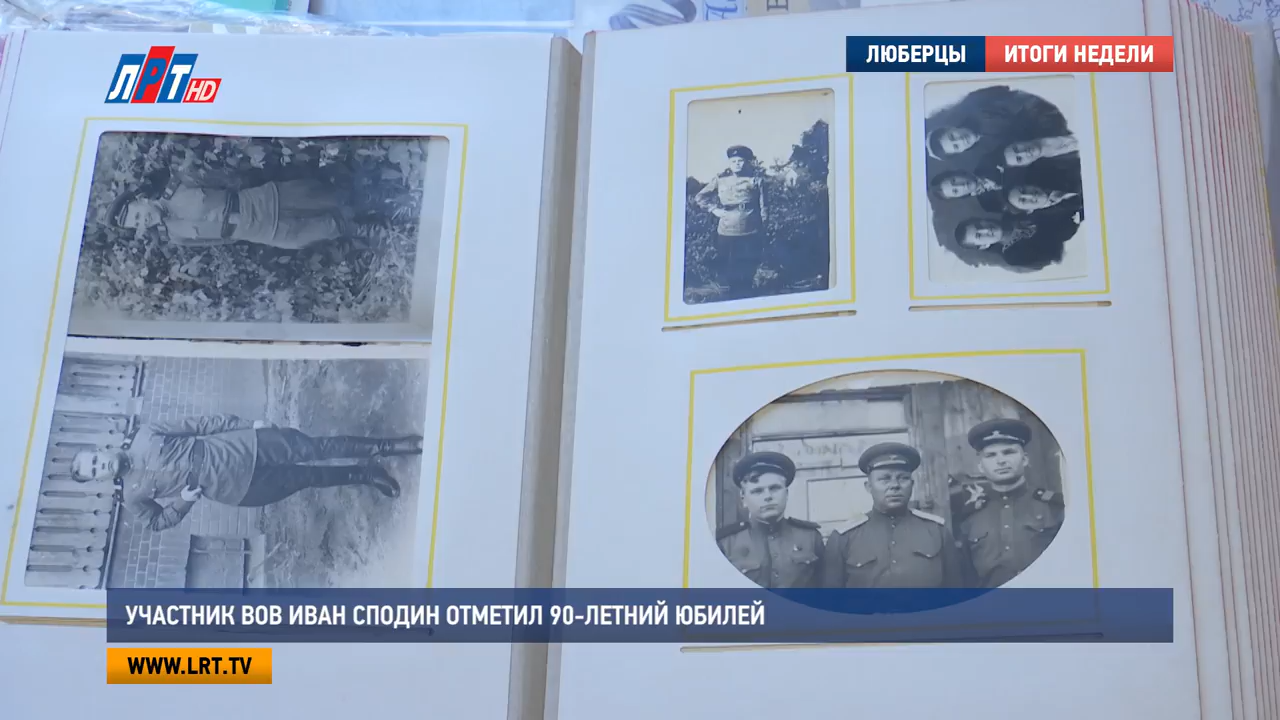 ЛРТ HD
ЛЮБЕРЦЫ ИТОГИ НЕДЕЛИ
УЧАСТНИК ВОВ ИВАН СПОДИН ОТМЕТИЛ 90-ЛЕТНИЙ ЮБИЛЕЙ
WWW.LRT.TV